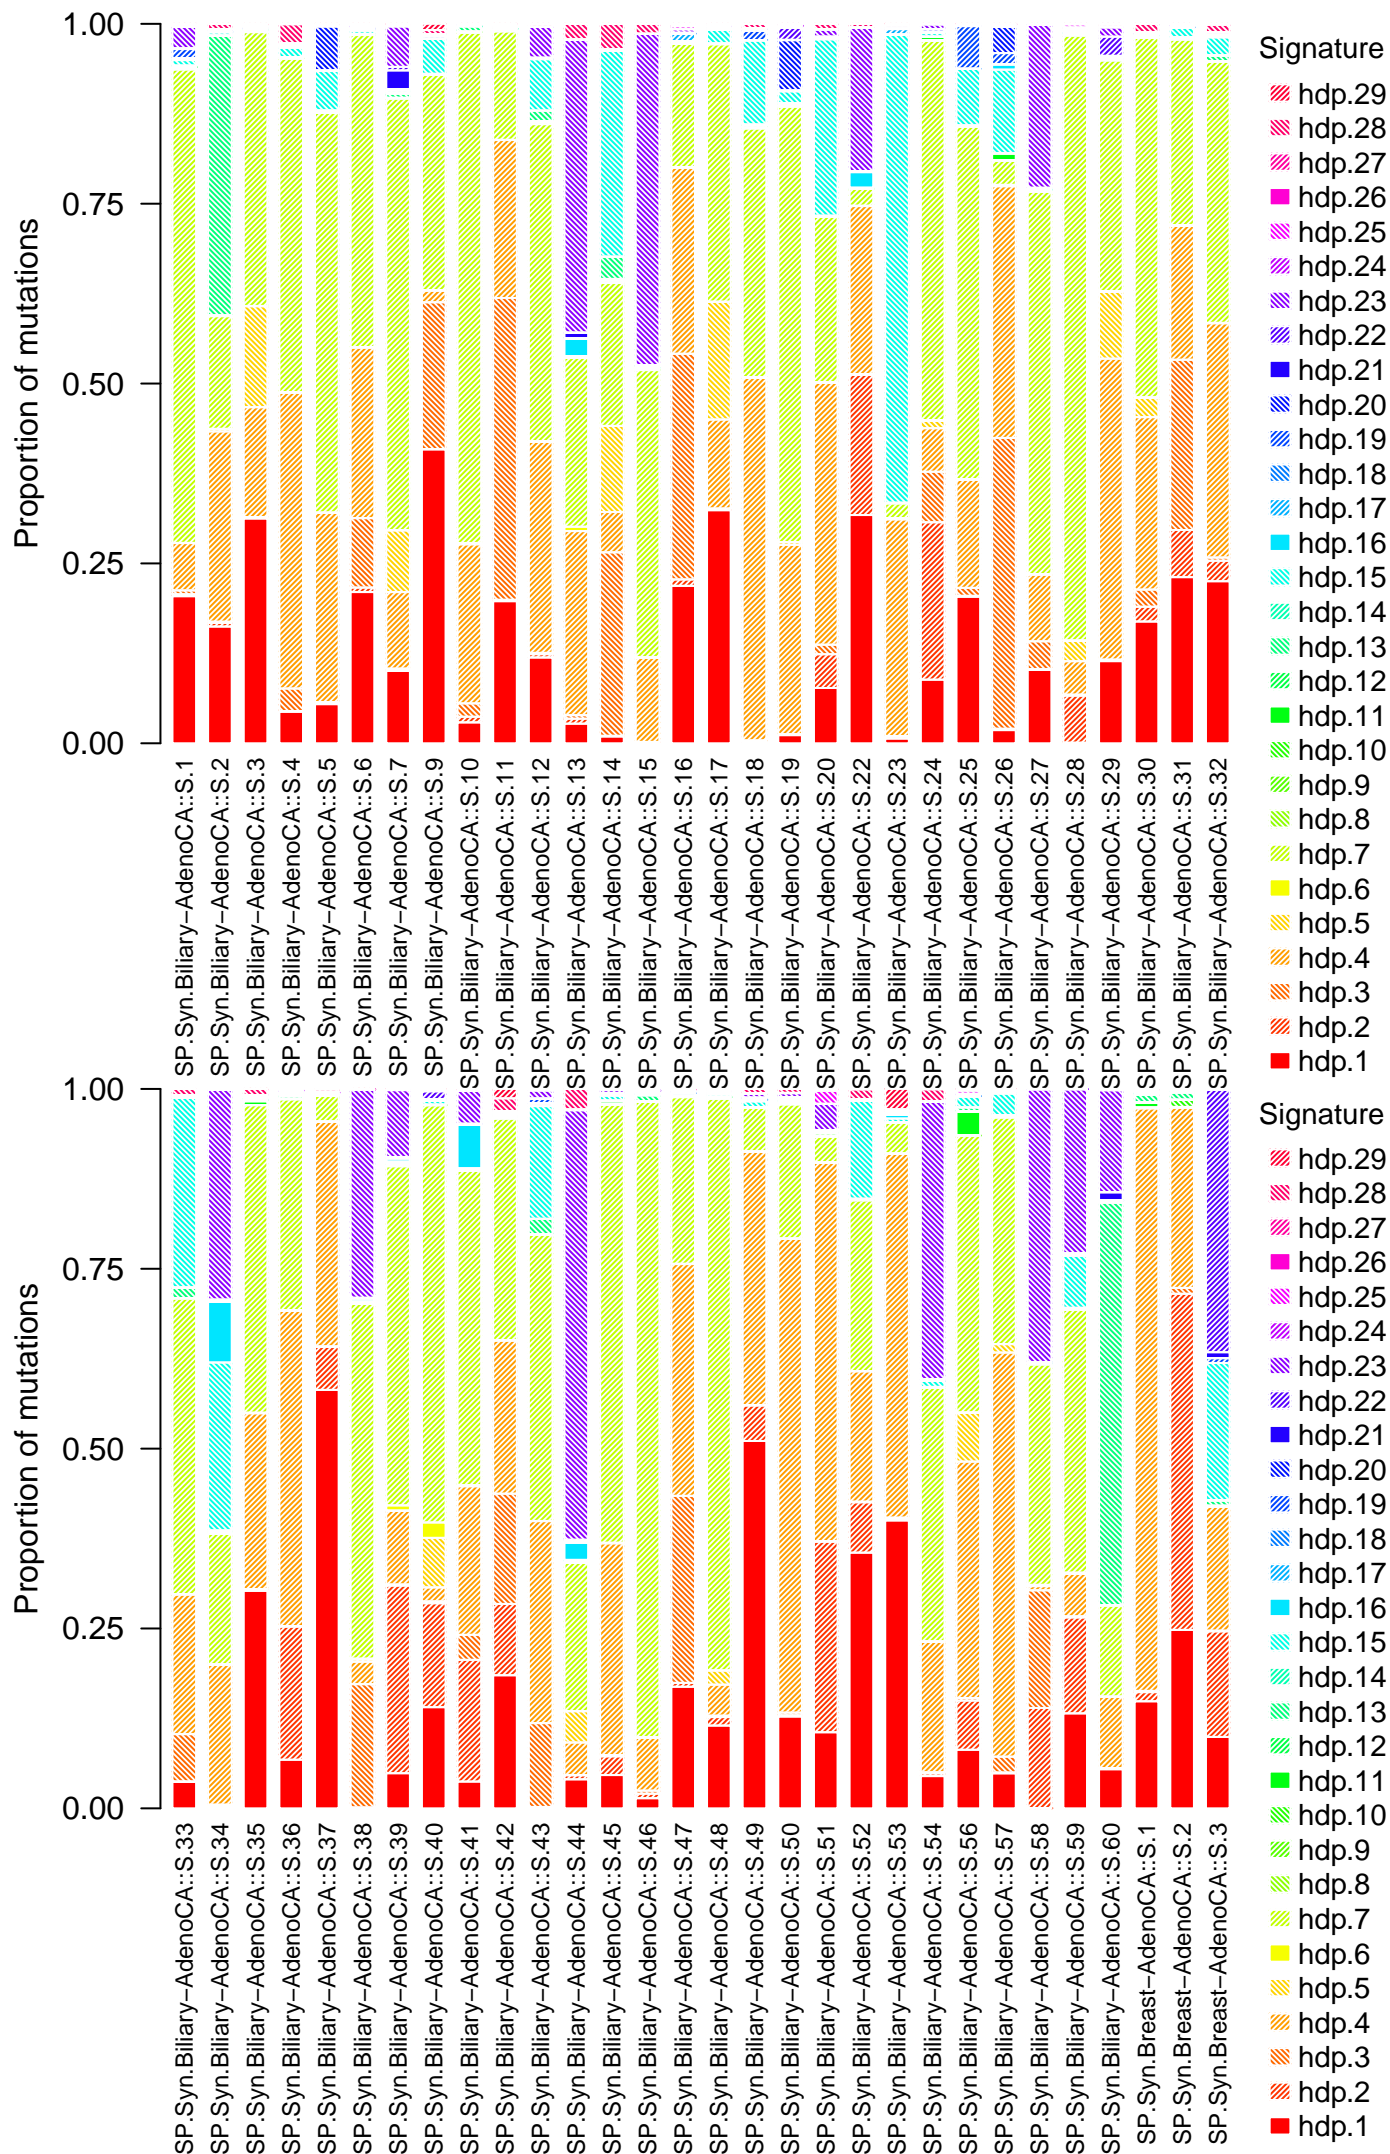 Proportion of mutations
1.00
0.75
0.50
0.25
0.00
SP.Syn.Biliary−AdenoCA::S.1
SP.Syn.Biliary−AdenoCA::S.2
SP.Syn.Biliary−AdenoCA::S.3
SP.Syn.Biliary−AdenoCA::S.4
SP.Syn.Biliary−AdenoCA::S.5
SP.Syn.Biliary−AdenoCA::S.6
SP.Syn.Biliary−AdenoCA::S.7
SP.Syn.Biliary−AdenoCA::S.9
SP.Syn.Biliary−AdenoCA::S.10
SP.Syn.Biliary−AdenoCA::S.11
SP.Syn.Biliary−AdenoCA::S.12
SP.Syn.Biliary−AdenoCA::S.13
SP.Syn.Biliary−AdenoCA::S.14
SP.Syn.Biliary−AdenoCA::S.15
SP.Syn.Biliary−AdenoCA::S.16
SP.Syn.Biliary−AdenoCA::S.17
SP.Syn.Biliary−AdenoCA::S.18
SP.Syn.Biliary−AdenoCA::S.19
SP.Syn.Biliary−AdenoCA::S.20
SP.Syn.Biliary−AdenoCA::S.22
SP.Syn.Biliary−AdenoCA::S.23
SP.Syn.Biliary−AdenoCA::S.24
SP.Syn.Biliary−AdenoCA::S.25
SP.Syn.Biliary−AdenoCA::S.26
SP.Syn.Biliary−AdenoCA::S.27
SP.Syn.Biliary−AdenoCA::S.28
SP.Syn.Biliary−AdenoCA::S.29
SP.Syn.Biliary−AdenoCA::S.30
SP.Syn.Biliary−AdenoCA::S.31
SP.Syn.Biliary−AdenoCA::S.32
Signature
hdp.29
hdp.28
hdp.27
hdp.26
hdp.25
hdp.24
hdp.23
hdp.22
hdp.21
hdp.20
hdp.19
hdp.18
hdp.17
hdp.16
hdp.15
hdp.14
hdp.13
hdp.12
hdp.11
hdp.10
hdp.9
hdp.8
hdp.7
hdp.6
hdp.5
hdp.4
hdp.3
hdp.2
hdp.1
Proportion of mutations
1.00
0.75
0.50
0.25
0.00
SP.Syn.Biliary−AdenoCA::S.33
SP.Syn.Biliary−AdenoCA::S.34
SP.Syn.Biliary−AdenoCA::S.35
SP.Syn.Biliary−AdenoCA::S.36
SP.Syn.Biliary−AdenoCA::S.37
SP.Syn.Biliary−AdenoCA::S.38
SP.Syn.Biliary−AdenoCA::S.39
SP.Syn.Biliary−AdenoCA::S.40
SP.Syn.Biliary−AdenoCA::S.41
SP.Syn.Biliary−AdenoCA::S.42
SP.Syn.Biliary−AdenoCA::S.43
SP.Syn.Biliary−AdenoCA::S.44
SP.Syn.Biliary−AdenoCA::S.45
SP.Syn.Biliary−AdenoCA::S.46
SP.Syn.Biliary−AdenoCA::S.47
SP.Syn.Biliary−AdenoCA::S.48
SP.Syn.Biliary−AdenoCA::S.49
SP.Syn.Biliary−AdenoCA::S.50
SP.Syn.Biliary−AdenoCA::S.51
SP.Syn.Biliary−AdenoCA::S.52
SP.Syn.Biliary−AdenoCA::S.53
SP.Syn.Biliary−AdenoCA::S.54
SP.Syn.Biliary−AdenoCA::S.56
SP.Syn.Biliary−AdenoCA::S.57
SP.Syn.Biliary−AdenoCA::S.58
SP.Syn.Biliary−AdenoCA::S.59
SP.Syn.Biliary−AdenoCA::S.60
SP.Syn.Breast−AdenoCA::S.1
SP.Syn.Breast−AdenoCA::S.2
SP.Syn.Breast−AdenoCA::S.3
Signature
hdp.29
hdp.28
hdp.27
hdp.26
hdp.25
hdp.24
hdp.23
hdp.22
hdp.21
hdp.20
hdp.19
hdp.18
hdp.17
hdp.16
hdp.15
hdp.14
hdp.13
hdp.12
hdp.11
hdp.10
hdp.9
hdp.8
hdp.7
hdp.6
hdp.5
hdp.4
hdp.3
hdp.2
hdp.1